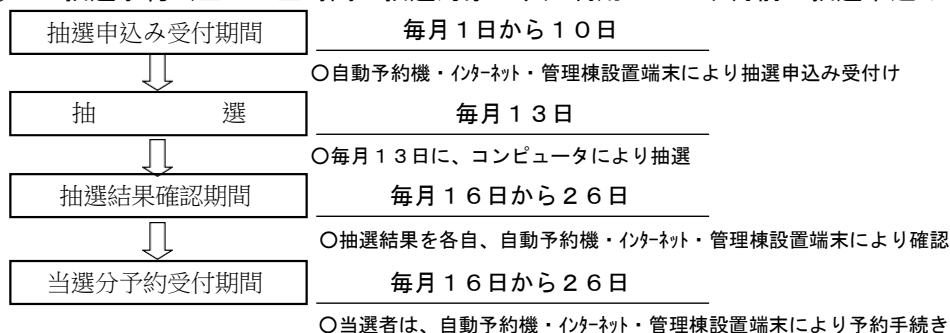 抽選申込み受付期間 毎月1日から10日
○自動予約機・ｲﾝﾀｰﾈｯﾄ・管理棟設置端末により抽選申込み受付け
抽　　　選 毎月13日
○毎月13日に、コンピュータにより抽選
抽選結果確認期間 毎月16日から26日
○抽選結果を各自、自動予約機・ｲﾝﾀｰﾈｯﾄ・管理棟設置端末により確認
当選分予約受付期間 毎月16日から26日
○当選者は、自動予約機・ｲﾝﾀｰﾈｯﾄ・管理棟設置端末により予約手続き